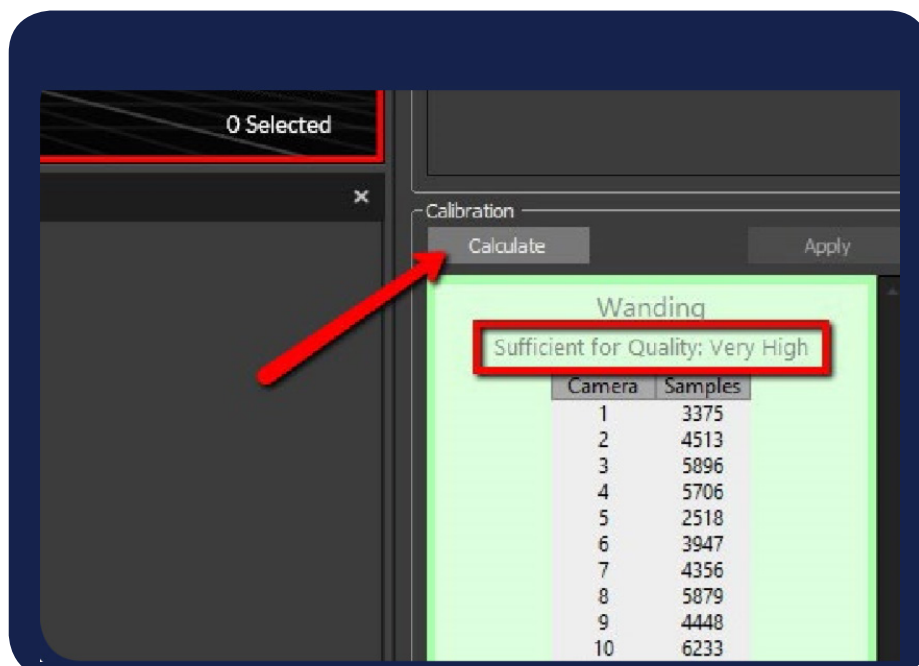 0 Selected
×
Calibration
Calculate
Apply
Wanding
Sufficient for Quality: Very High
Camera Samples
1 3375
2 4513
3 5896
4 5706
5 2518
6 3947
7 4356
8 5879
9 4448
10 6233